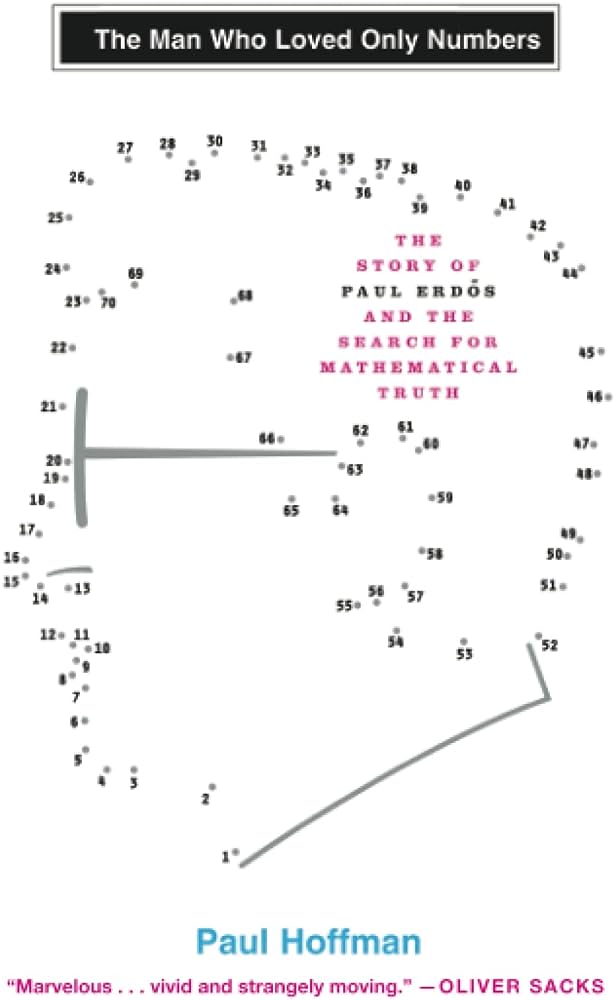 The Man Who Loved Only Numbers
27 28 30 31 33 35 37 38
26 29 32 34 36 39 40 41
25 42
43
44
THE
STORY OF
PAUL ERDŐS
AND THE
SEARCH FOR
MATHEMATICAL
TRUTH
24 69
23 70 68
22 67 45
21 46
66 62 61 60 47
20 63 48
19
18 65 64 59
17 49
16 58 50
15 14 13 56 57 51
55
12 11 10 54 53 52
9
8
7
6
5
4 3 2
1
Paul Hoffman
“Marvelous . . . vivid and strangely moving.” —OLIVER SACKS